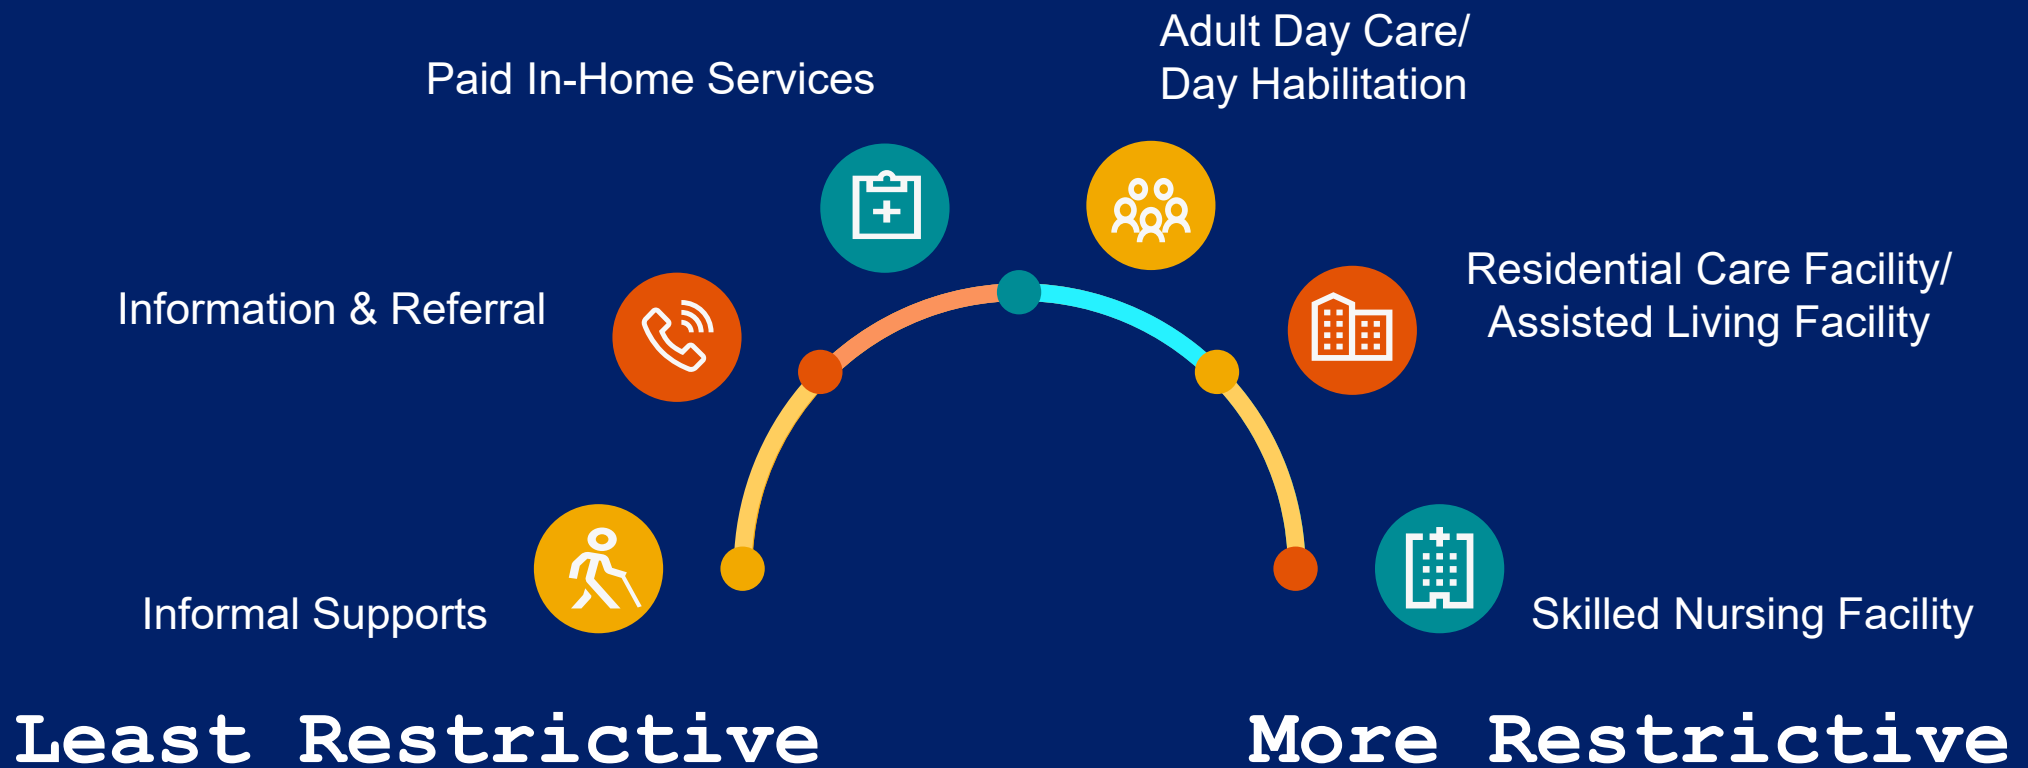 Adult Day Care/
Day Habilitation
Paid In-Home Services
Residential Care Facility/
Assisted Living Facility
Information & Referral
Informal Supports
Skilled Nursing Facility
Least Restrictive
More Restrictive